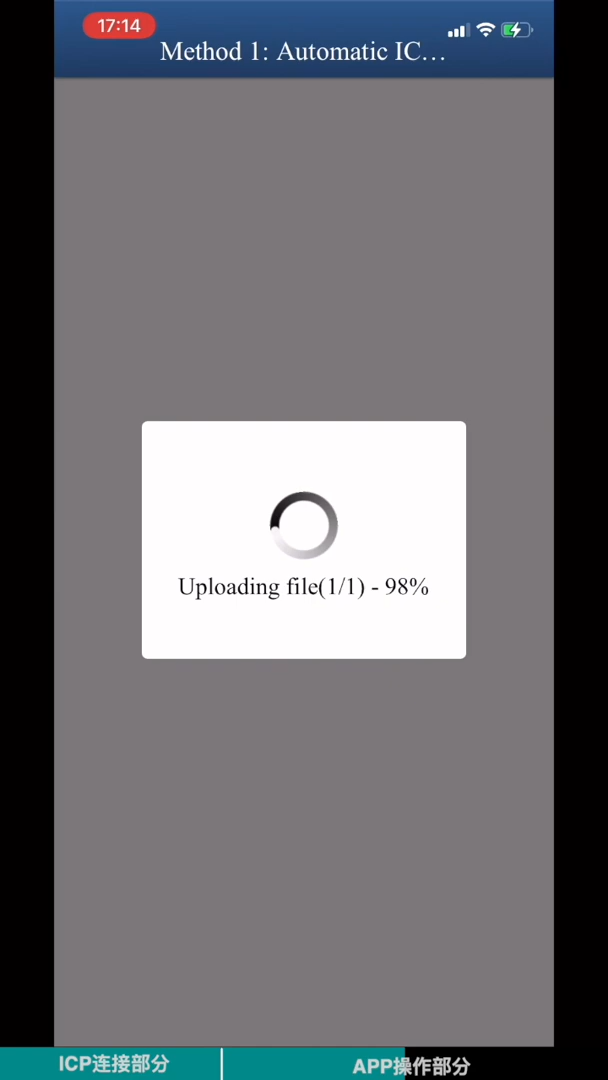 17:14
Method 1: Automatic IC…
Uploading file(1/1) - 98%
ICP连接部分
APP操作部分